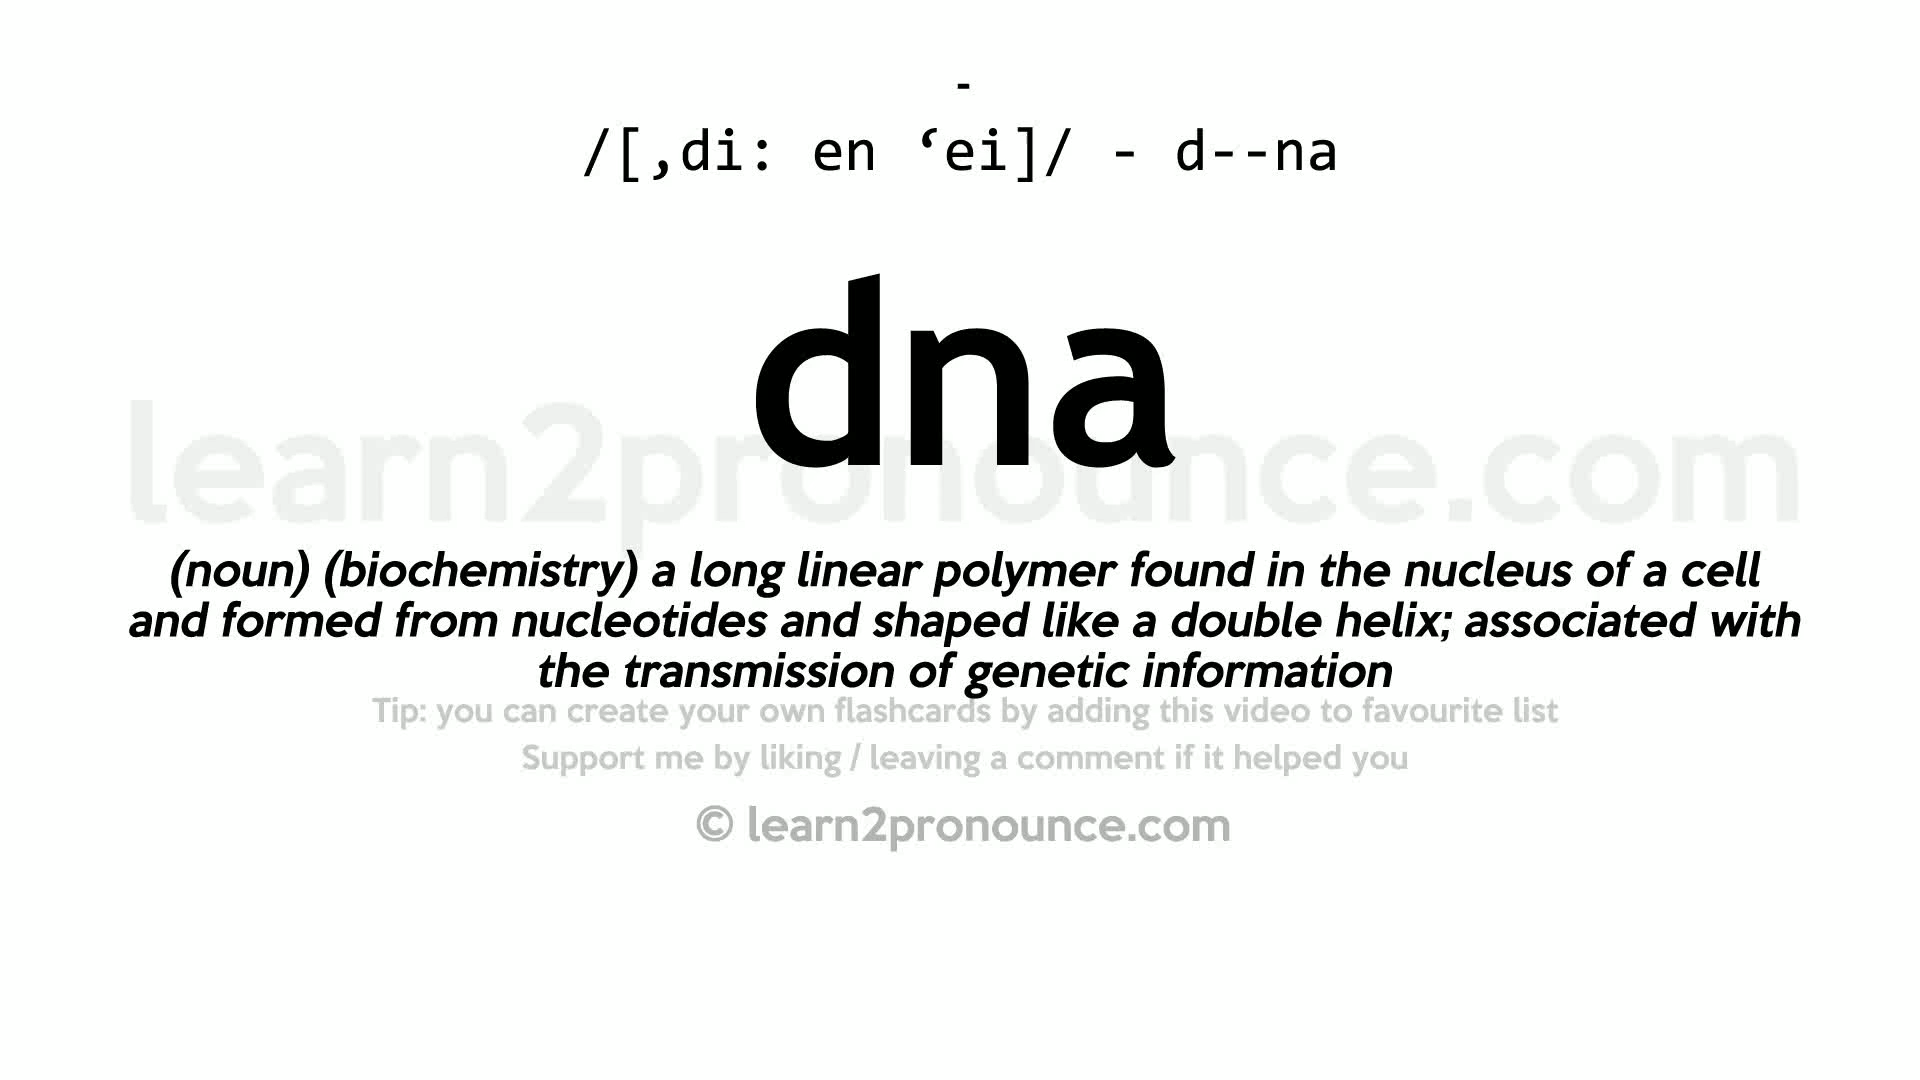 -
/[,di: en ‘ei]/ - d--na
dna
learn2pronounce.com
(noun) (biochemistry) a long linear polymer found in the nucleus of a cell
and formed from nucleotides and shaped like a double helix; associated with
the transmission of genetic information
Tip: you can create your own flashcards by adding this video to favourite list
Support me by liking / leaving a comment if it helped you
© learn2pronounce.com